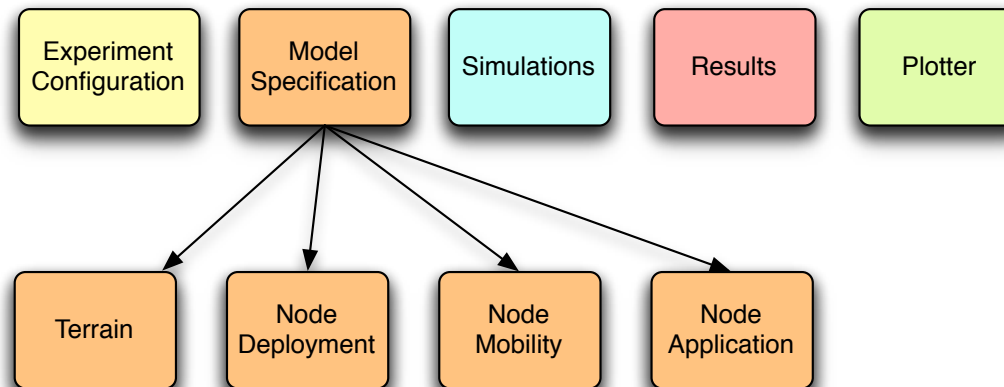 Experiment
Configuration
Model
Specification
Simulations
Results
Plotter
Terrain
Node
Deployment
Node
Mobility
Node
Application